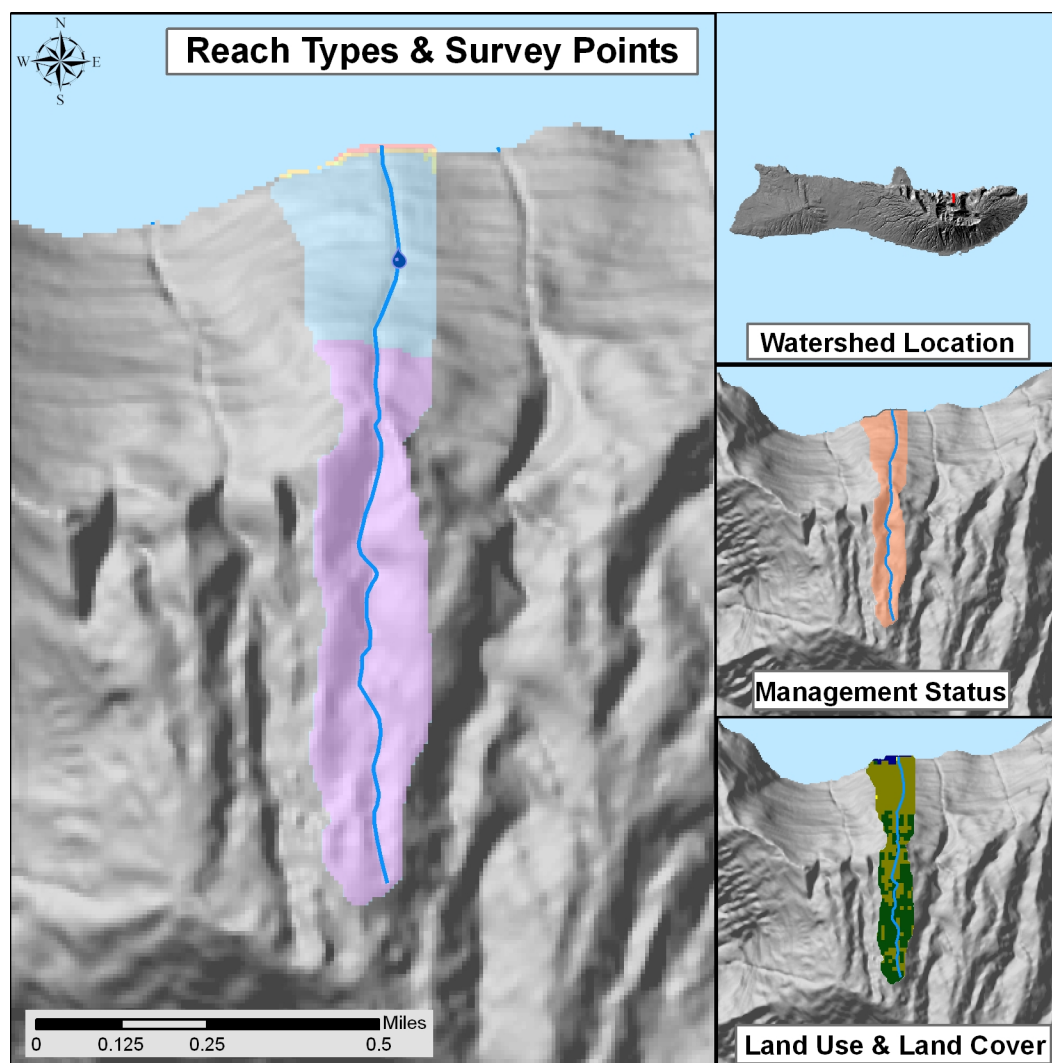 N
W E
S
Reach Types & Survey Points
Watershed Location
Management Status
Land Use & Land Cover
Miles
0 0.125 0.25 0.5